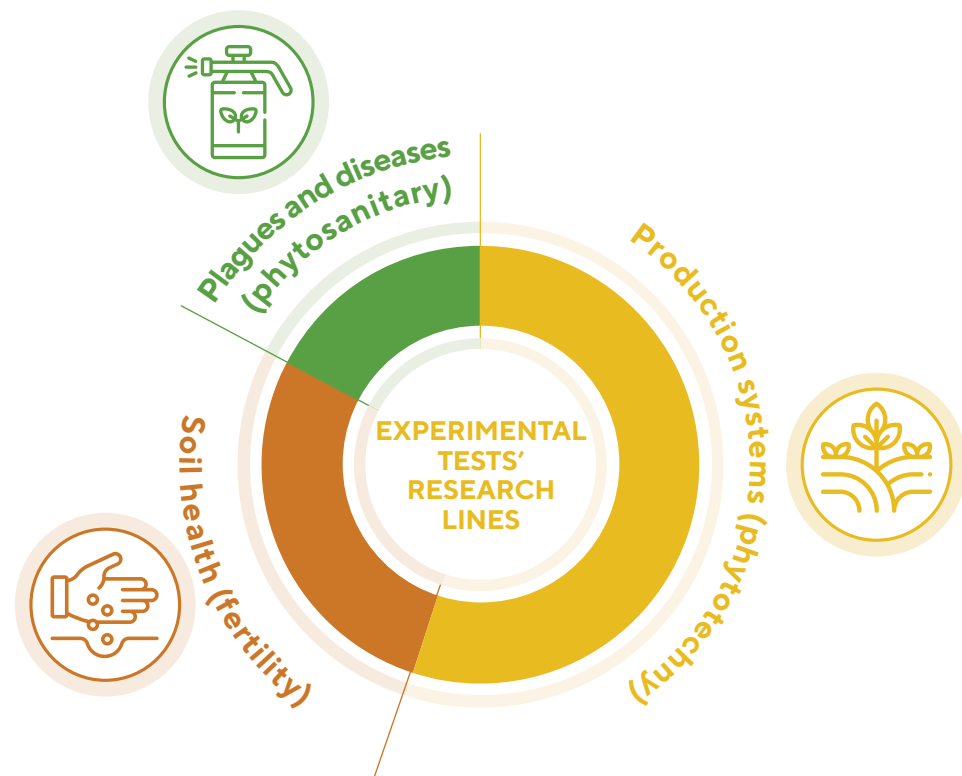 Plagues and diseases
(phytosanitary)
Production systems (phytotechny)
EXPERIMENTAL
TESTS’
RESEARCH
LINES
Soil health (fertility)